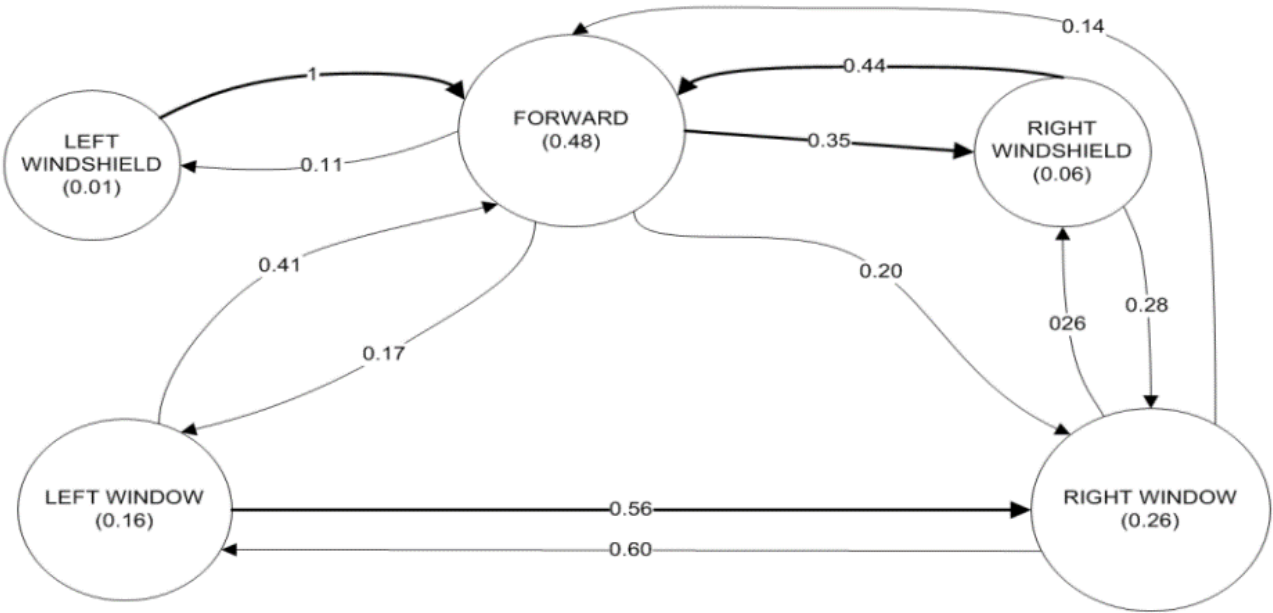 0.14
1
0.44
LEFT
WINDSHIELD
(0.01)
FORWARD
(0.48)
RIGHT
WINDSHIELD
(0.06)
0.11
0.35
0.41
0.20
0.17
026
0.28
LEFT WINDOW
(0.16)
0.56
0.60
RIGHT WINDOW
(0.26)